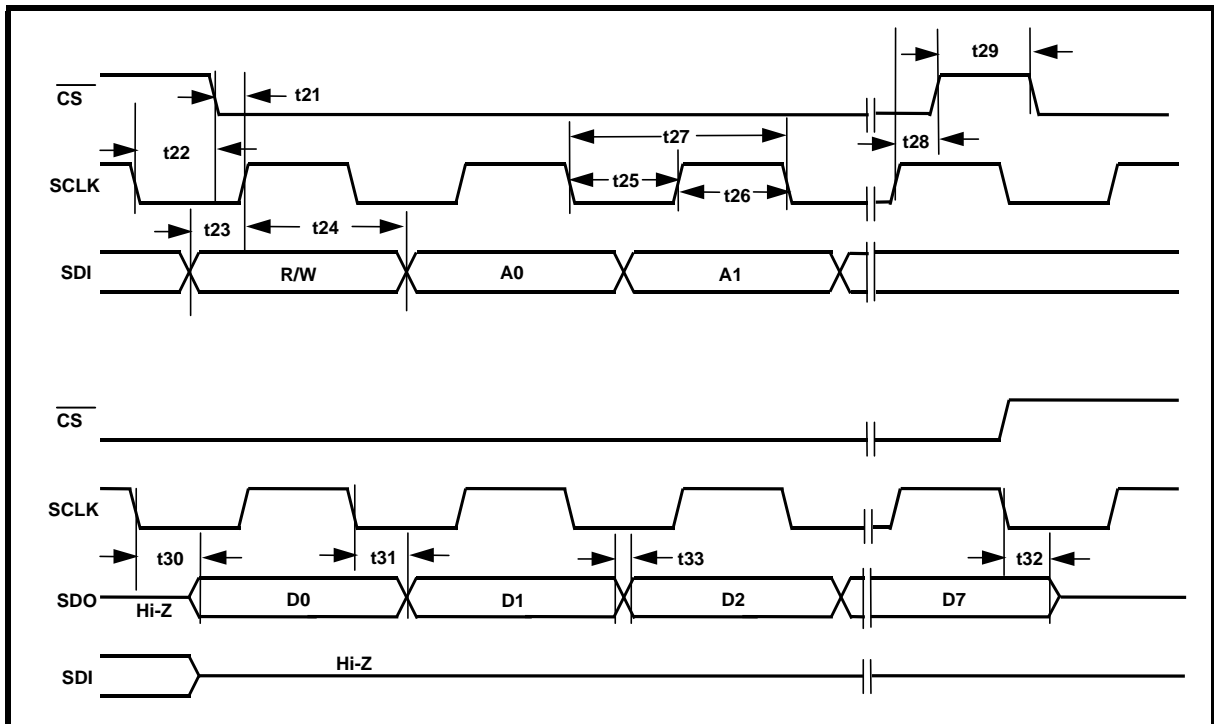 t29
CS
t21
t27
t22
t28
SCLK
t25
t26
t23
t24
SDI
R/W
A0
A1
CS
SCLK
t30
t31
t33
t32
SDO
Hi-Z
D0
D1
D2
D7
Hi-Z
SDI